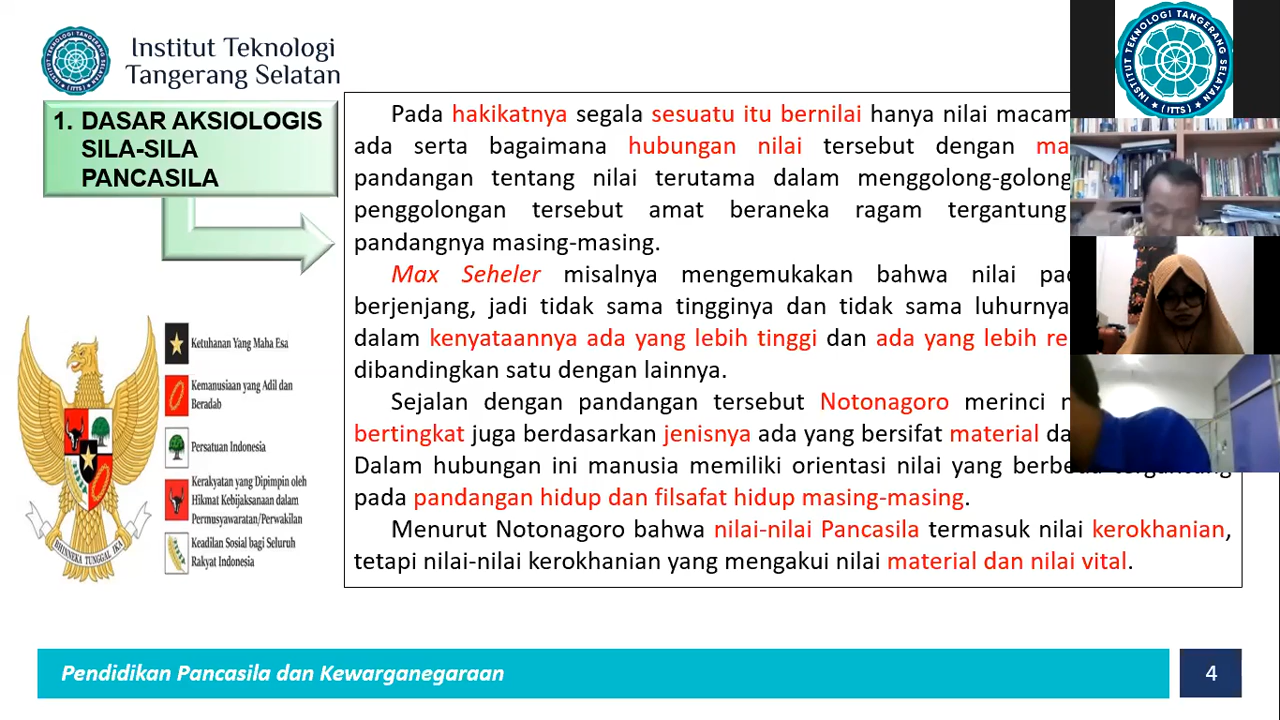 Institut Teknologi
Tangerang Selatan
1. DASAR AKSIOLOGIS
SILA-SILA
PANCASILA
Pada hakikatnya segala sesuatu itu bernilai hanya nilai macam
ada serta bagaimana hubungan nilai tersebut dengan
pandangan tentang nilai terutama dalam menggolong-golong
penggolongan tersebut amat beraneka ragam tergantung
pandangnya masing-masing.
Max Seheler misalnya mengemukakan bahwa nilai
berjenjang, jadi tidak sama tingginya dan tidak sama luhurnya
dalam kenyataannya ada yang lebih tinggi dan ada yang lebih
dibandingkan satu dengan lainnya.
Sejalan dengan pandangan tersebut Notonagoro merinci
bertingkat juga berdasarkan jenisnya ada yang bersifat material
Dalam hubungan ini manusia memiliki orientasi nilai yang
pada pandangan hidup dan filsafat hidup masing-masing.
Menurut Notonagoro bahwa nilai-nilai Pancasila termasuk nilai kerokhanian,
tetapi nilai-nilai kerokhanian yang mengakui nilai material dan nilai vital.
Ketuhanan Yang Maha Esa
Kemanusiaan yang Adil dan
Beradab
Persatuan Indonesia
Kerakyatan yang Dipimpin oleh
Hikmat Kebijaksanaan dalam
Permusyawaratan/Perwakilan
Keadilan Sosial bagi Seluruh
Rakyat Indonesia
BHINNEKA TUNGGAL IKA
Pendidikan Pancasila dan Kewarganegaraan
4
INSTITUT TEKNOLOGI TANGERANG SELATAN
(ITTS)